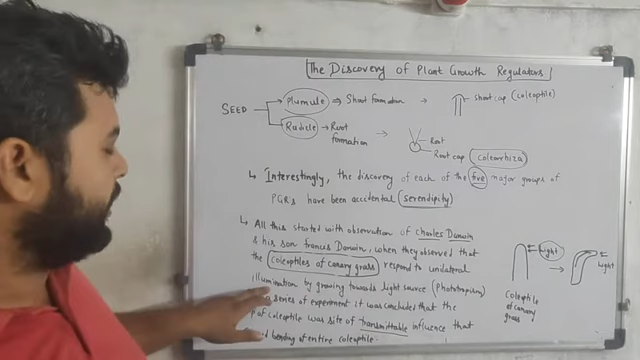 The Discovery of Plant Growth Regulators
SEED
Plumule ⇒ Shoot formation → shoot cap (coleoptile)
Radicle → Root formation →
Root
Root cap (coleorhiza)
↳ Interestingly, the discovery of each of the five major groups of
PGR's have been accidental (serendipity)
↳ All this started with observation of Charles Darwin
& his son Francis Darwin, when they observed that
the coleoptiles of canary grass respond to unilateral
illumination by growing towards light source (phototropism)
series of experiment it was concluded that the
of coleoptile was site of transmittable influence that
bending of entire coleoptile.
light
light
Coleoptile
of canary
grass